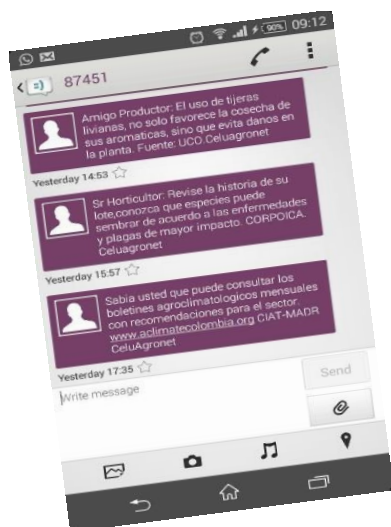 90% 09:12
87451
Amigo Productor: El uso de tijeras
livianas, no solo favorece la cosecha de
sus aromaticas, sino que evita danos en
la planta. Fuente: UCO.Celuagronet
Yesterday 14:53
Sr Horticultor: Revise la historia de su
lote,conozca que especies puede
sembrar de acuerdo a las enfermedades
y plagas de mayor impacto. CORPOICA.
Celuagronet
Yesterday 15:57
Sabia usted que puede consultar los
boletines agroclimatologicos mensuales
con recomendaciones para el sector.
www.aclimatecolombia.org CIAT-MADR
CeluAgronet
Yesterday 17:35
Write message
Send